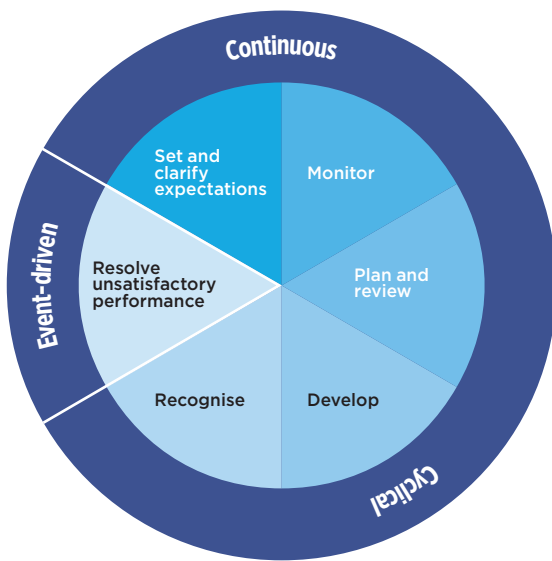 Continuous
Set and
clarify
expectations
Monitor
Event-driven
Resolve
unsatisfactory
performance
Plan and
review
Recognise
Develop
Cyclical